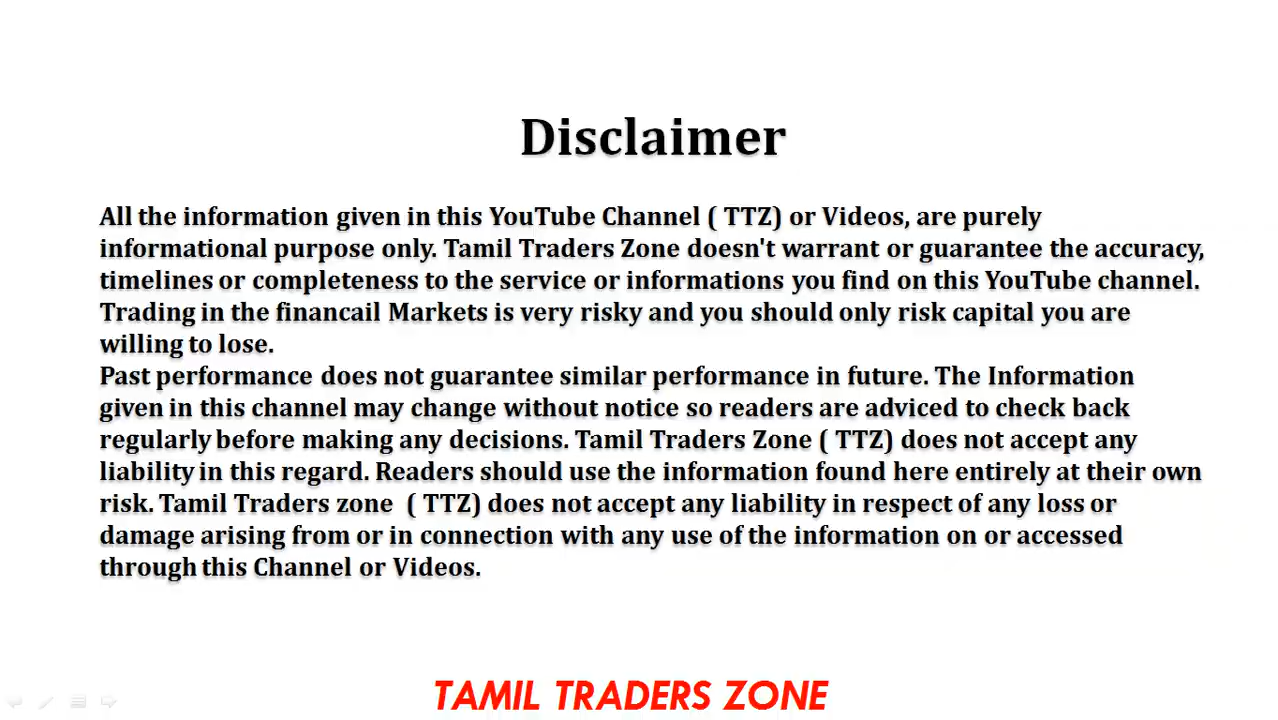 Disclaimer
All the information given in this YouTube Channel ( TTZ) or Videos, are purely
informational purpose only. Tamil Traders Zone doesn't warrant or guarantee the accuracy,
timelines or completeness to the service or informations you find on this YouTube channel.
Trading in the financail Markets is very risky and you should only risk capital you are
willing to lose.
Past performance does not guarantee similar performance in future. The Information
given in this channel may change without notice so readers are adviced to check back
regularly before making any decisions. Tamil Traders Zone ( TTZ) does not accept any
liability in this regard. Readers should use the information found here entirely at their own
risk. Tamil Traders zone  ( TTZ) does not accept any liability in respect of any loss or
damage arising from or in connection with any use of the information on or accessed
through this Channel or Videos.
TAMIL TRADERS ZONE